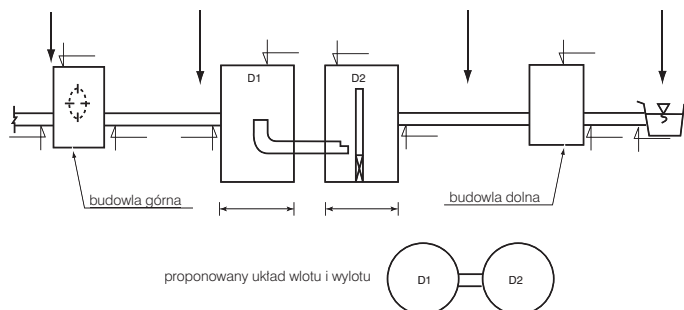 D1
D2
budowla górna
budowla dolna
proponowany układ wlotu i wylotu
D1
D2